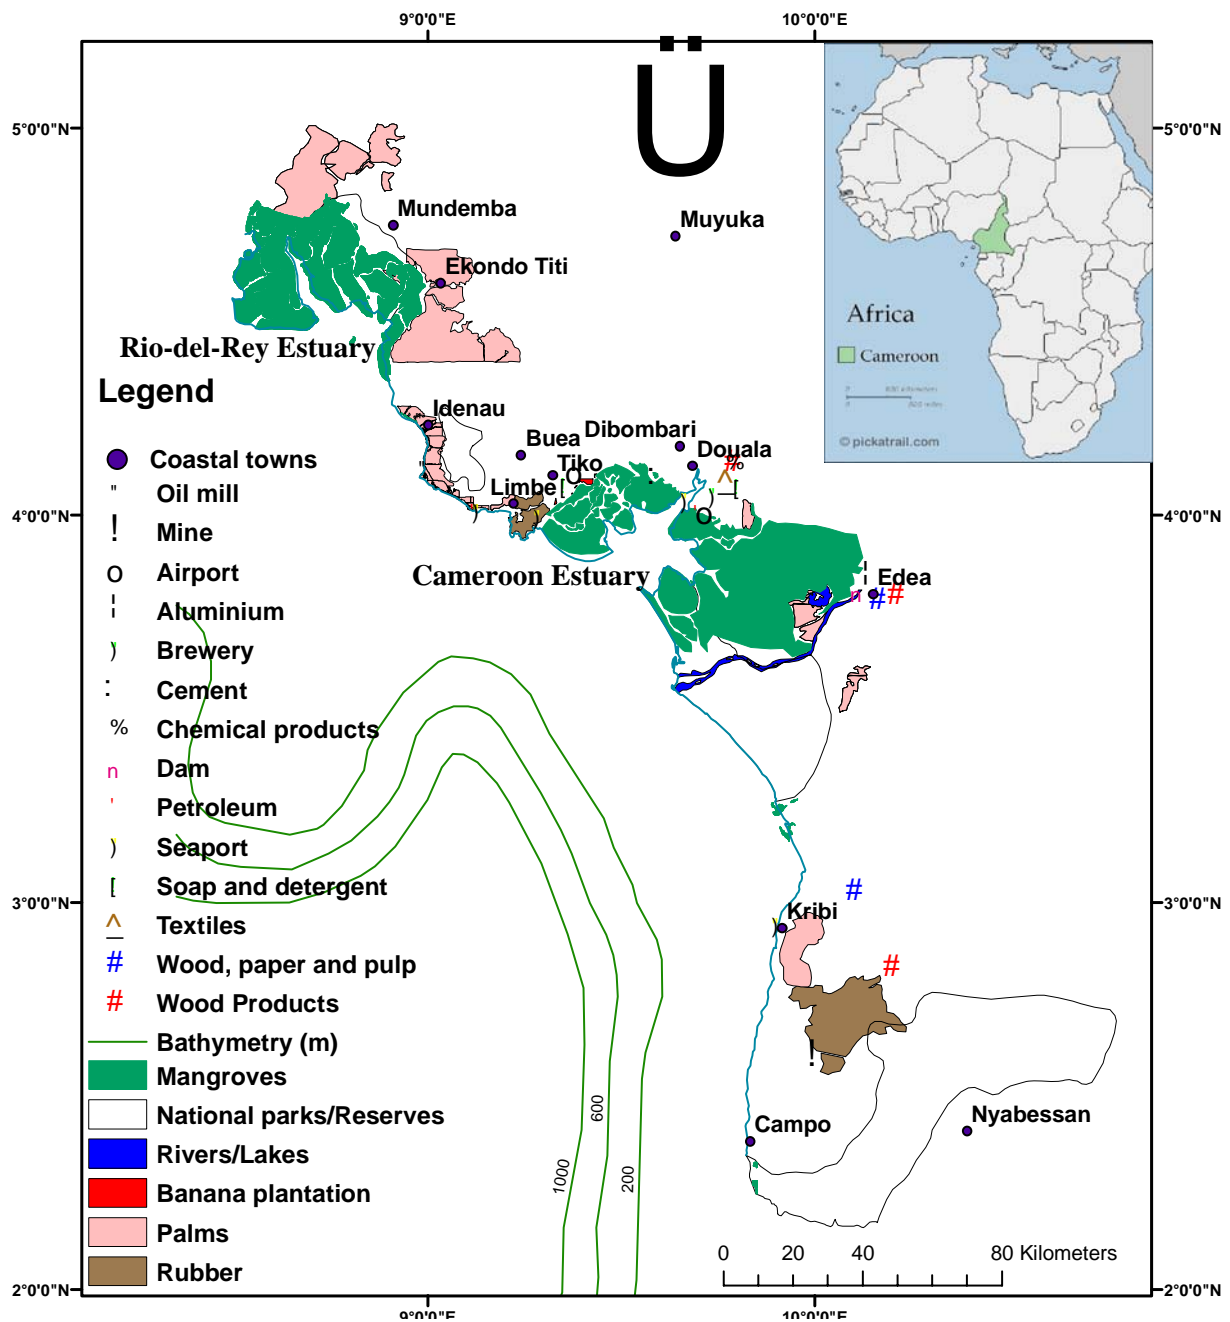 9°0'0"E
10°0'0"E
Ü
5°0'0"N
5°0'0"N
Mundemba
Muyuka
Ekondo Titi
Africa
Cameroon
© pickatrail.com
Rio-del-Rey Estuary
Legend
Idenau
Buea
Dibombari
Douala
Tiko
Limbe
Coastal towns
" Oil mill
4°0'0"N
4°0'0"N
! Mine
O Airport
Cameroon Estuary
Edea
¦ Aluminium
) Brewery
: Cement
% Chemical products
n Dam
' Petroleum
) Seaport
[ Soap and detergent
3°0'0"N
3°0'0"N
Kribi
^ Textiles
# Wood, paper and pulp
# Wood Products
Bathymetry (m)
Mangroves
National parks/Reserves
600
Campo
Nyabessan
Rivers/Lakes
1000
200
Banana plantation
Palms
Rubber
0 20 40 80 Kilometers
2°0'0"N
2°0'0"N
9°0'0"E
10°0'0"E